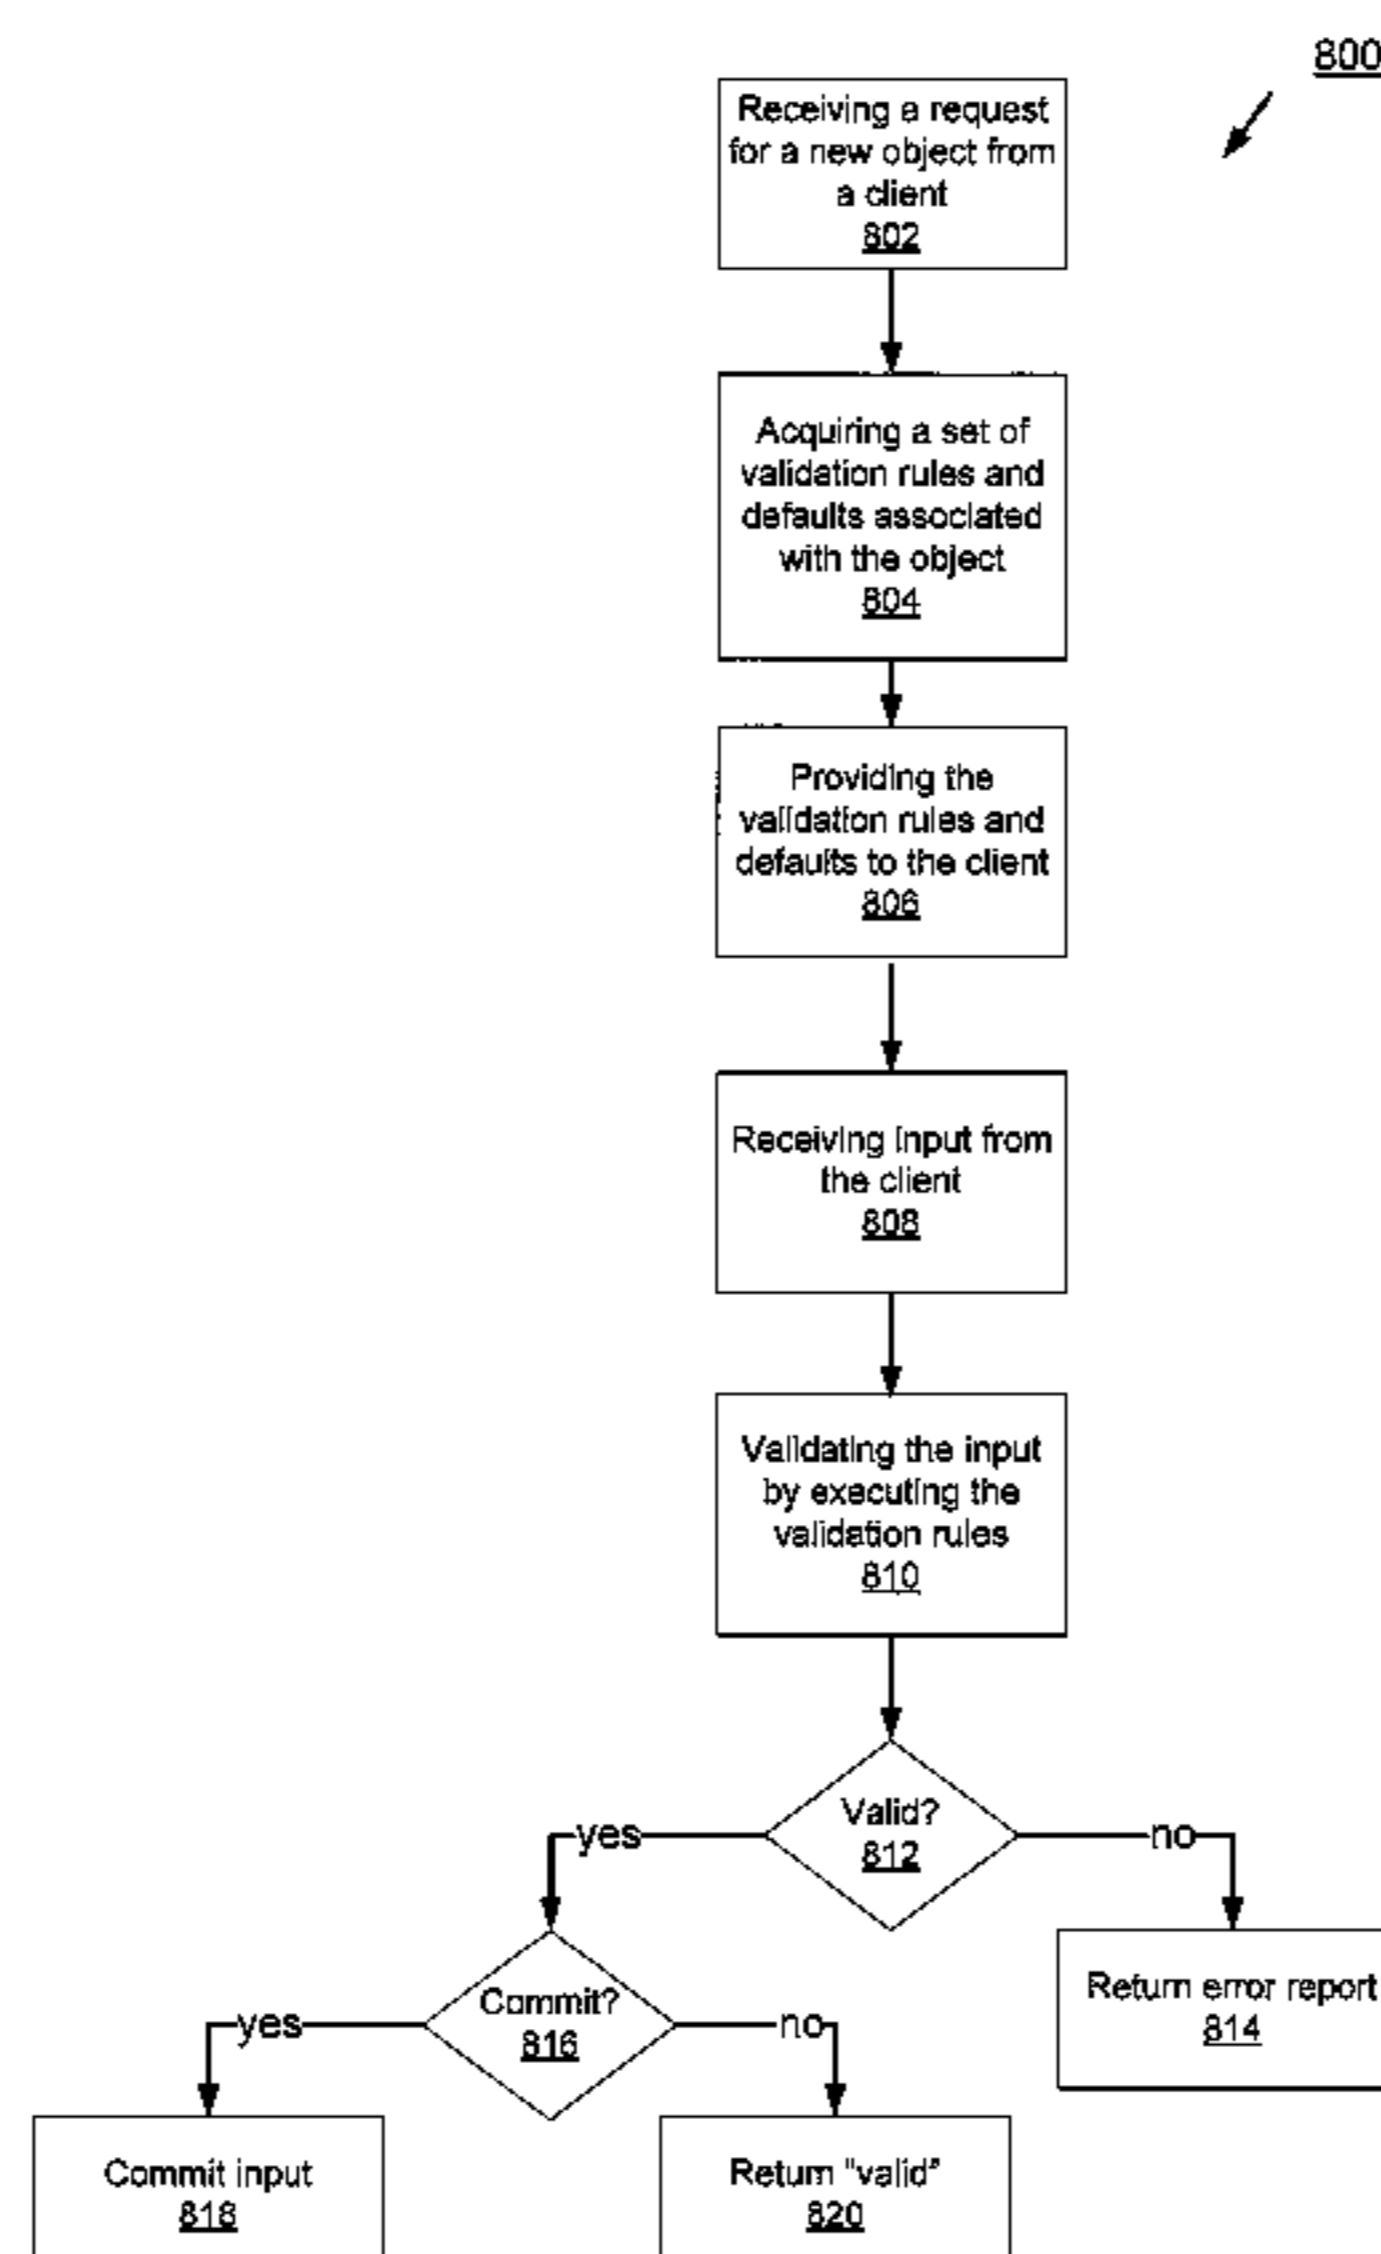 800
Receiving a request
for a new object from
a client
802
Acquiring a set of
validation rules and
defaults associated
with the object
804
Providing the
validation rules and
defaults to the client
806
Receiving input from
the client
808
Validating the input
by executing the
validation rules
810
Valid?
812
yes
no
Return error report
814
Commit?
816
yes
no
Commit input
818
Return "valid"
820